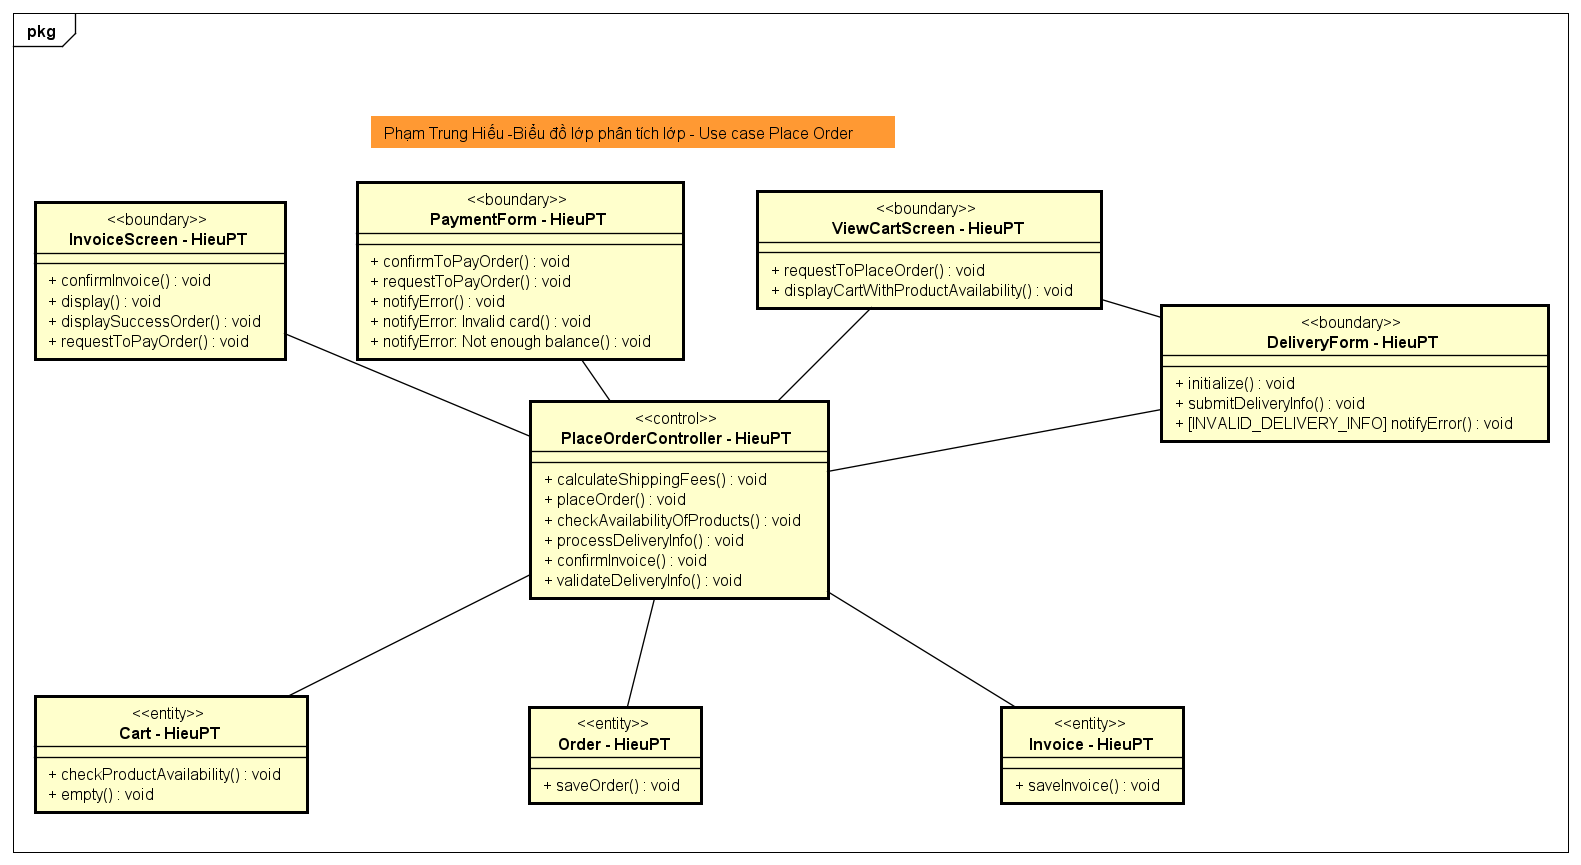 pkg
Phạm Trung Hiếu -Biểu đồ lớp phân tích lớp - Use case Place Order
<<boundary>>
InvoiceScreen - HieuPT
+ confirmInvoice() : void
+ display() : void
+ displaySuccessOrder() : void
+ requestToPayOrder() : void
<<boundary>>
PaymentForm - HieuPT
+ confirmToPayOrder() : void
+ requestToPayOrder() : void
+ notifyError() : void
+ notifyError: Invalid card() : void
+ notifyError: Not enough balance() : void
<<boundary>>
ViewCartScreen - HieuPT
+ requestToPlaceOrder() : void
+ displayCartWithProductAvailability() : void
<<boundary>>
DeliveryForm - HieuPT
+ initialize() : void
+ submitDeliveryInfo() : void
+ [INVALID_DELIVERY_INFO] notifyError() : void
<<control>>
PlaceOrderController - HieuPT
+ calculateShippingFees() : void
+ placeOrder() : void
+ checkAvailabilityOfProducts() : void
+ processDeliveryInfo() : void
+ confirmInvoice() : void
+ validateDeliveryInfo() : void
<<entity>>
Cart - HieuPT
+ checkProductAvailability() : void
+ empty() : void
<<entity>>
Order - HieuPT
+ saveOrder() : void
<<entity>>
Invoice - HieuPT
+ saveInvoice() : void